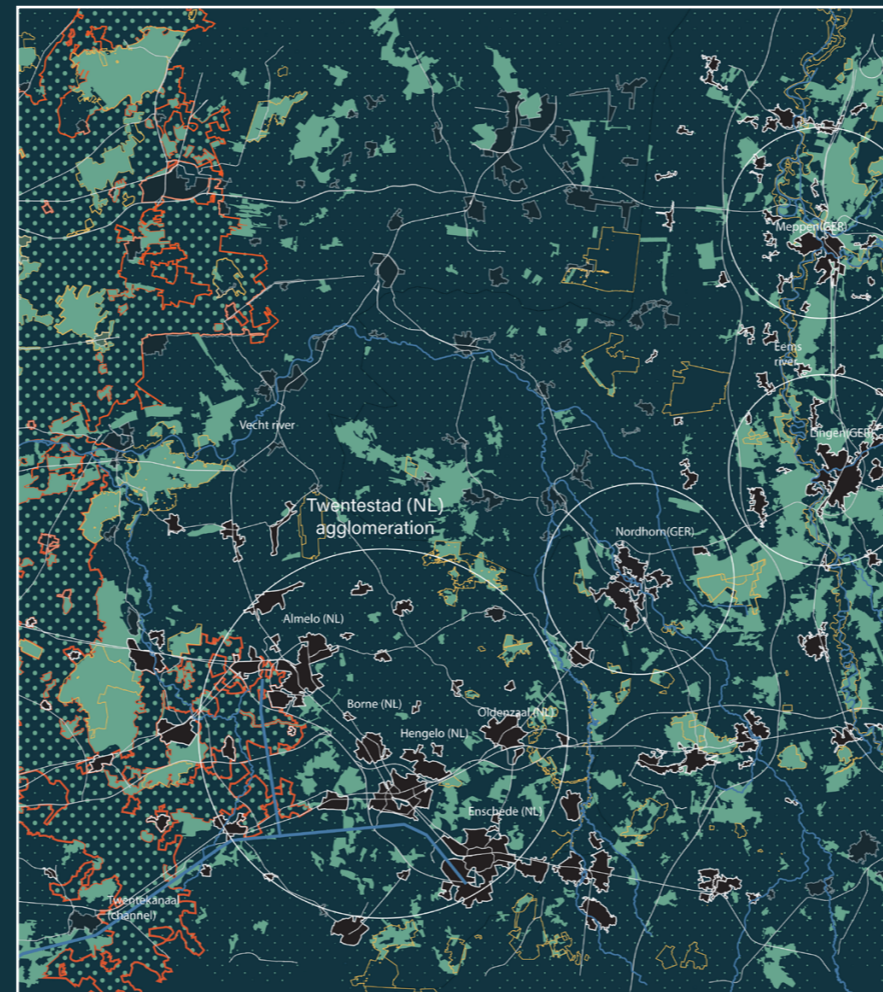 Meppen(GER)
Eems
river
Vecht river
Lingen(GER)
Twentestad (NL)
agglomeration
Nordhorn(GER)
Almelo (NL)
Borne (NL)
Oldenzaal (NL)
Hengelo (NL)
Enschede (NL)
Twentekanaal
(channel)